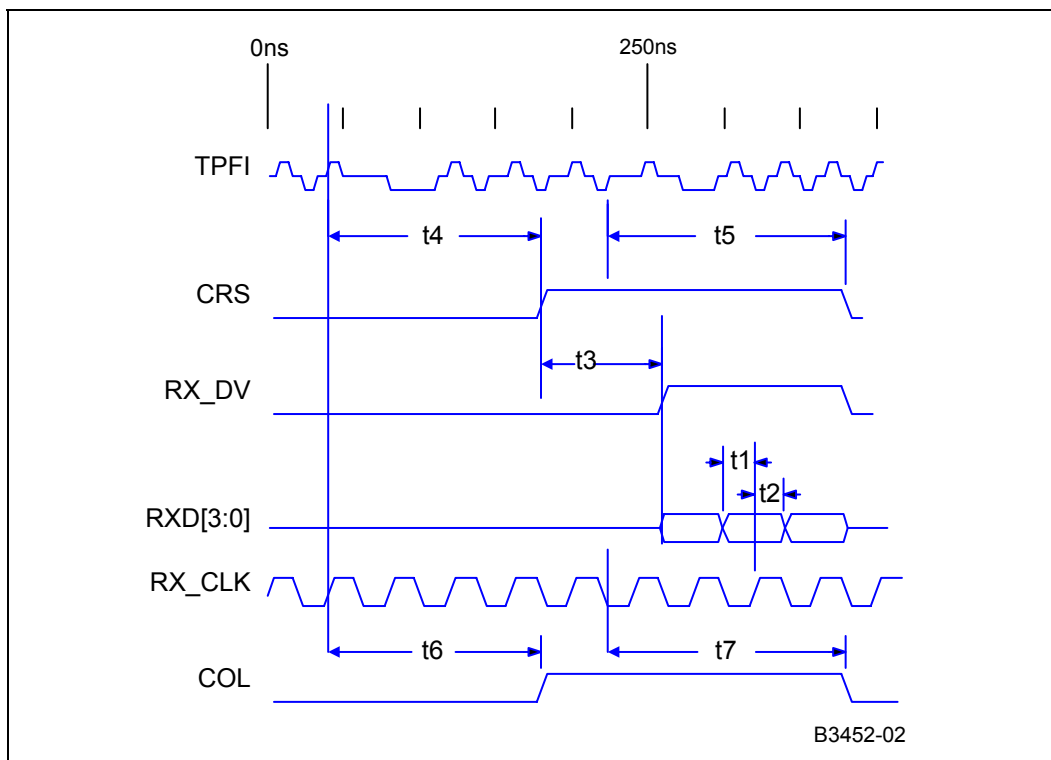 0ns 250ns
TPFI
t4 t5
CRS
t3
RX_DV
t1
t2
RXD[3:0]
RX_CLK
t6 t7
COL
B3452-02